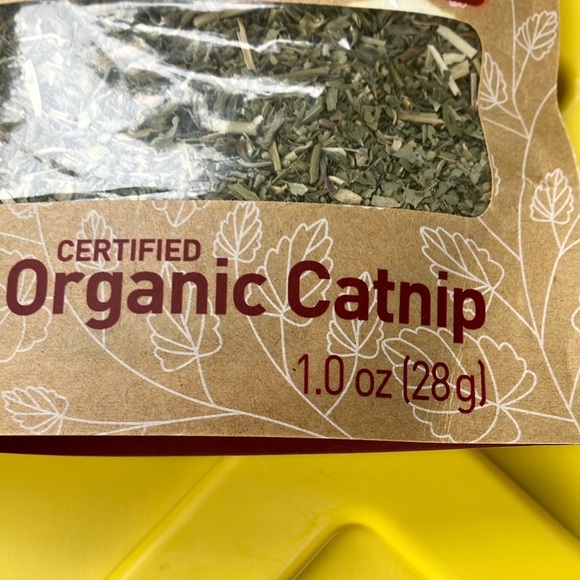 CERTIFIED
Organic Catnip
1.0 oz (28g)